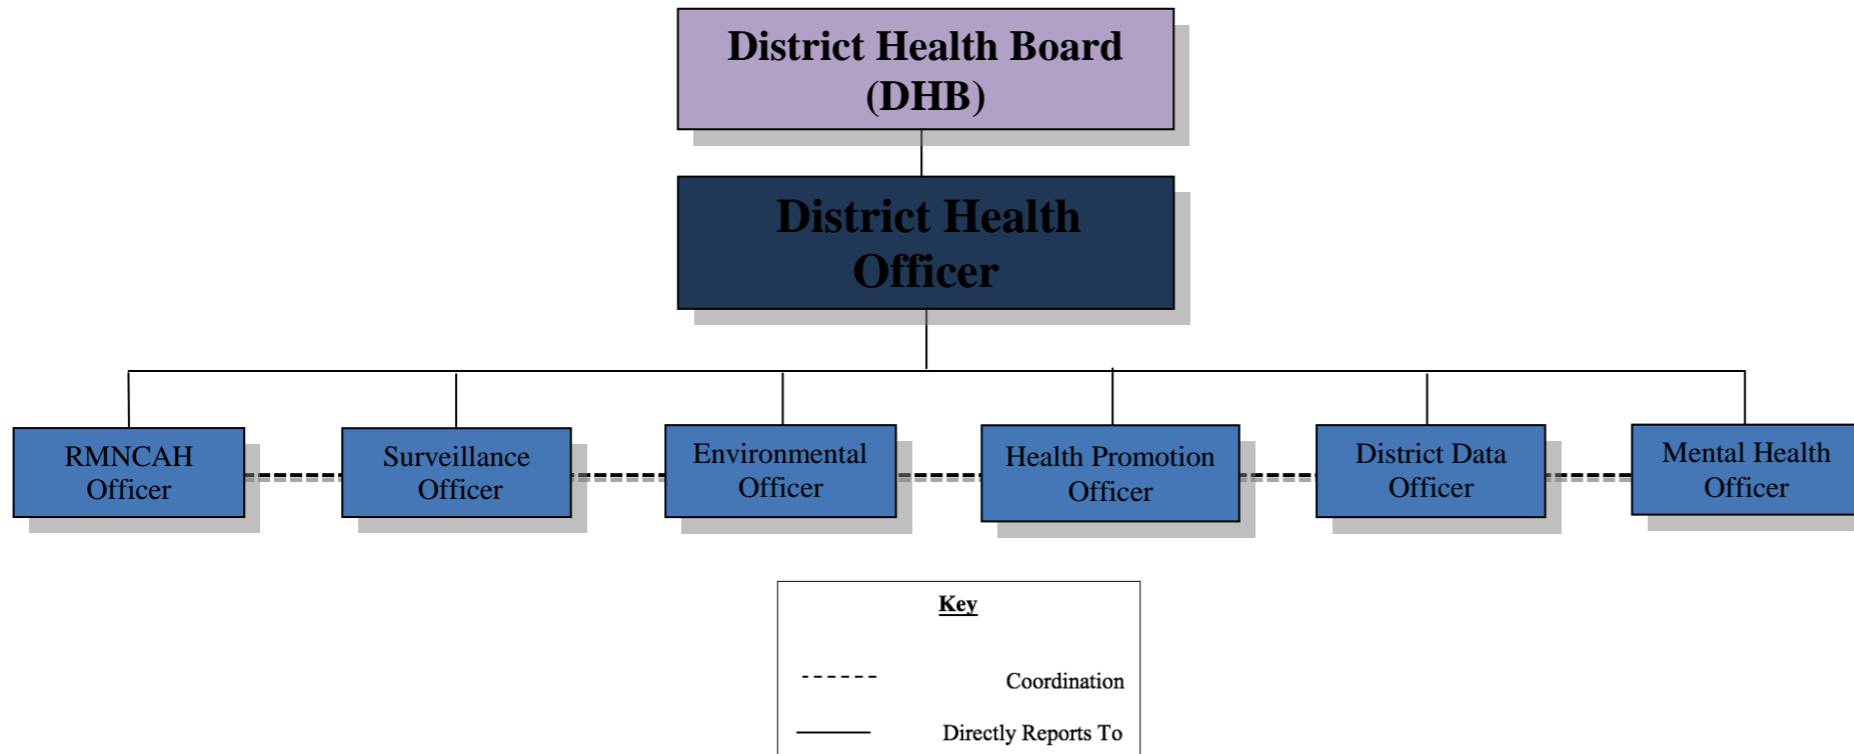 District Health Board
(DHB)
District Health
Officer
RMNCAH
Officer
Surveillance
Officer
Environmental
Officer
Health Promotion
Officer
District Data
Officer
Mental Health
Officer
Key
Coordination
Directly Reports To